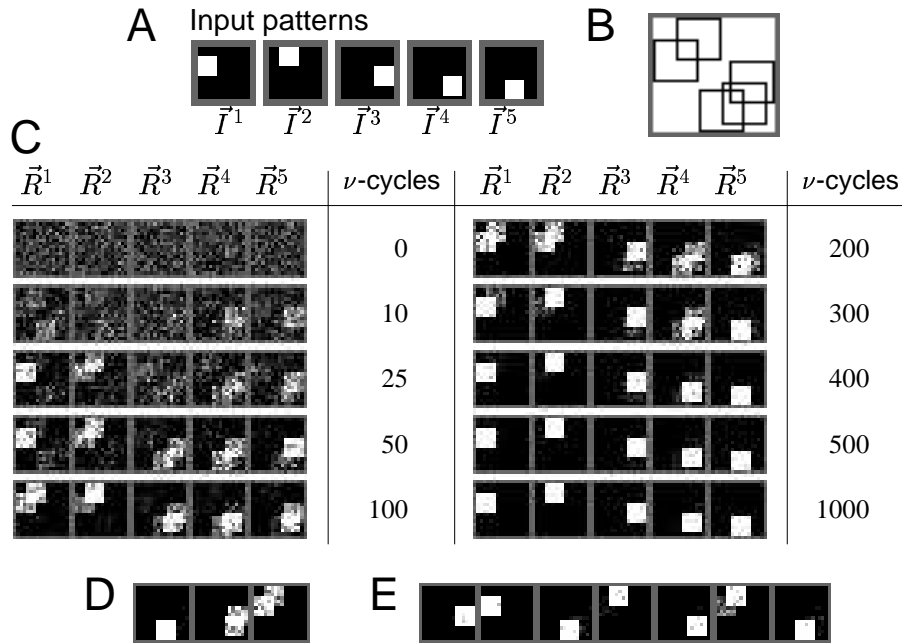 A Input patterns
B
I⃗¹ I⃗² I⃗³ I⃗⁴ I⃗⁵
C
R⃗¹ R⃗² R⃗³ R⃗⁴ R⃗⁵ ν-cycles R⃗¹ R⃗² R⃗³ R⃗⁴ R⃗⁵ ν-cycles
0 200
10 300
25 400
50 500
100 1000
D E